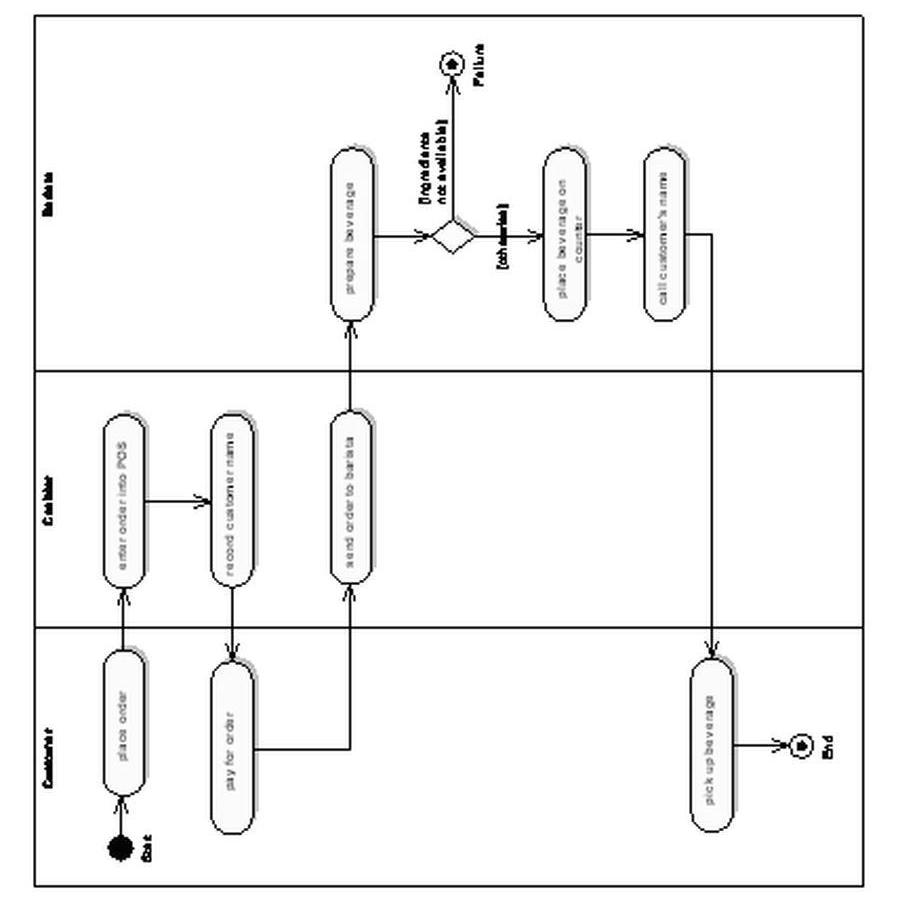 Customer
Cashier
Barista
Start
place order
enter order into POS
record customer name
pay for order
send order to barista
prepare beverage
[ingredients
not available]
Failure
[otherwise]
place beverage on
counter
call customer's name
pick up beverage
End